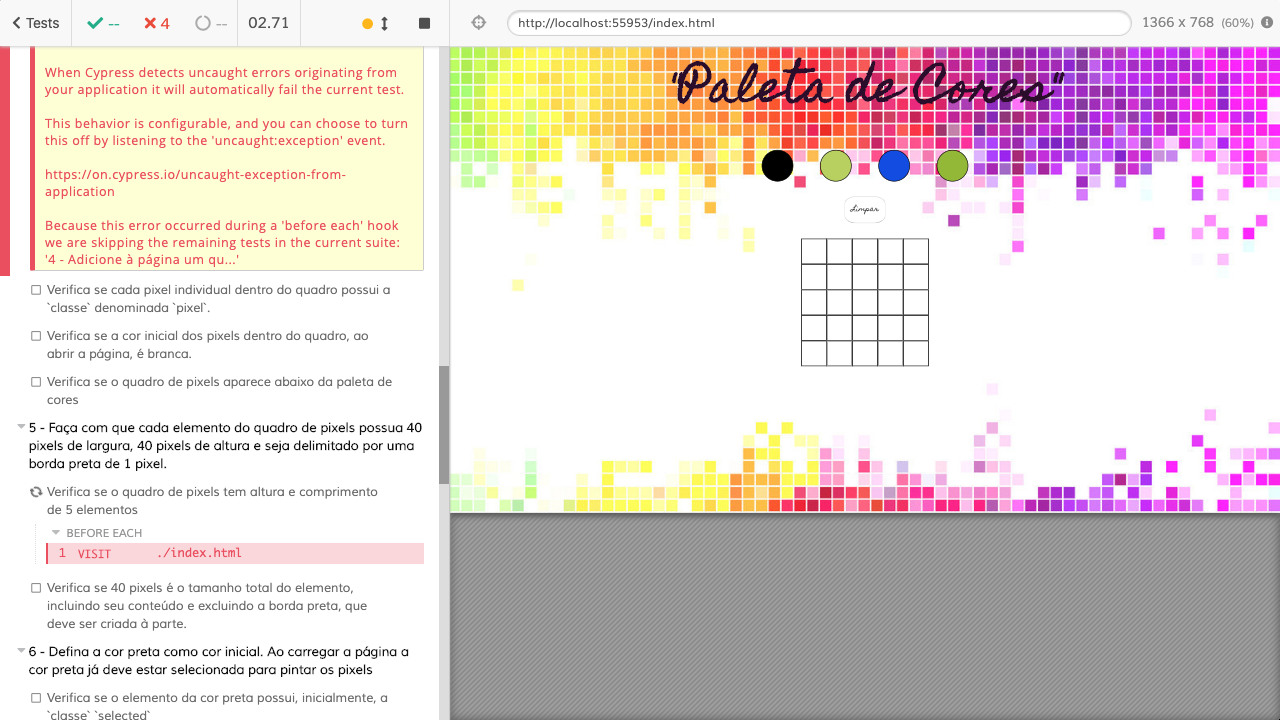 Tests
--
4
--
02.71
http://localhost:55953/index.html
1366 x 768 (60%)
When Cypress detects uncaught errors originating from
your application it will automatically fail the current test.
This behavior is configurable, and you can choose to turn
this off by listening to the 'uncaught:exception' event.
https://on.cypress.io/uncaught-exception-from-
application
Because this error occurred during a 'before each' hook
we are skipping the remaining tests in the current suite:
'4 - Adicione à página um qu...'
Verifica se cada pixel individual dentro do quadro possui a
`classe` denominada `pixel`.
Verifica se a cor inicial dos pixels dentro do quadro, ao
abrir a página, é branca.
Verifica se o quadro de pixels aparece abaixo da paleta de
cores
5 - Faça com que cada elemento do quadro de pixels possua 40
pixels de largura, 40 pixels de altura e seja delimitado por uma
borda preta de 1 pixel.
Verifica se o quadro de pixels tem altura e comprimento
de 5 elementos
BEFORE EACH
1 VISIT ./index.html
Verifica se 40 pixels é o tamanho total do elemento,
incluindo seu conteúdo e excluindo a borda preta, que
deve ser criada à parte.
6 - Defina a cor preta como cor inicial. Ao carregar a página a
cor preta já deve estar selecionada para pintar os pixels
Verifica se o elemento da cor preta possui, inicialmente, a
`classe` `selected`
"Paleta de Cores"
Limpar